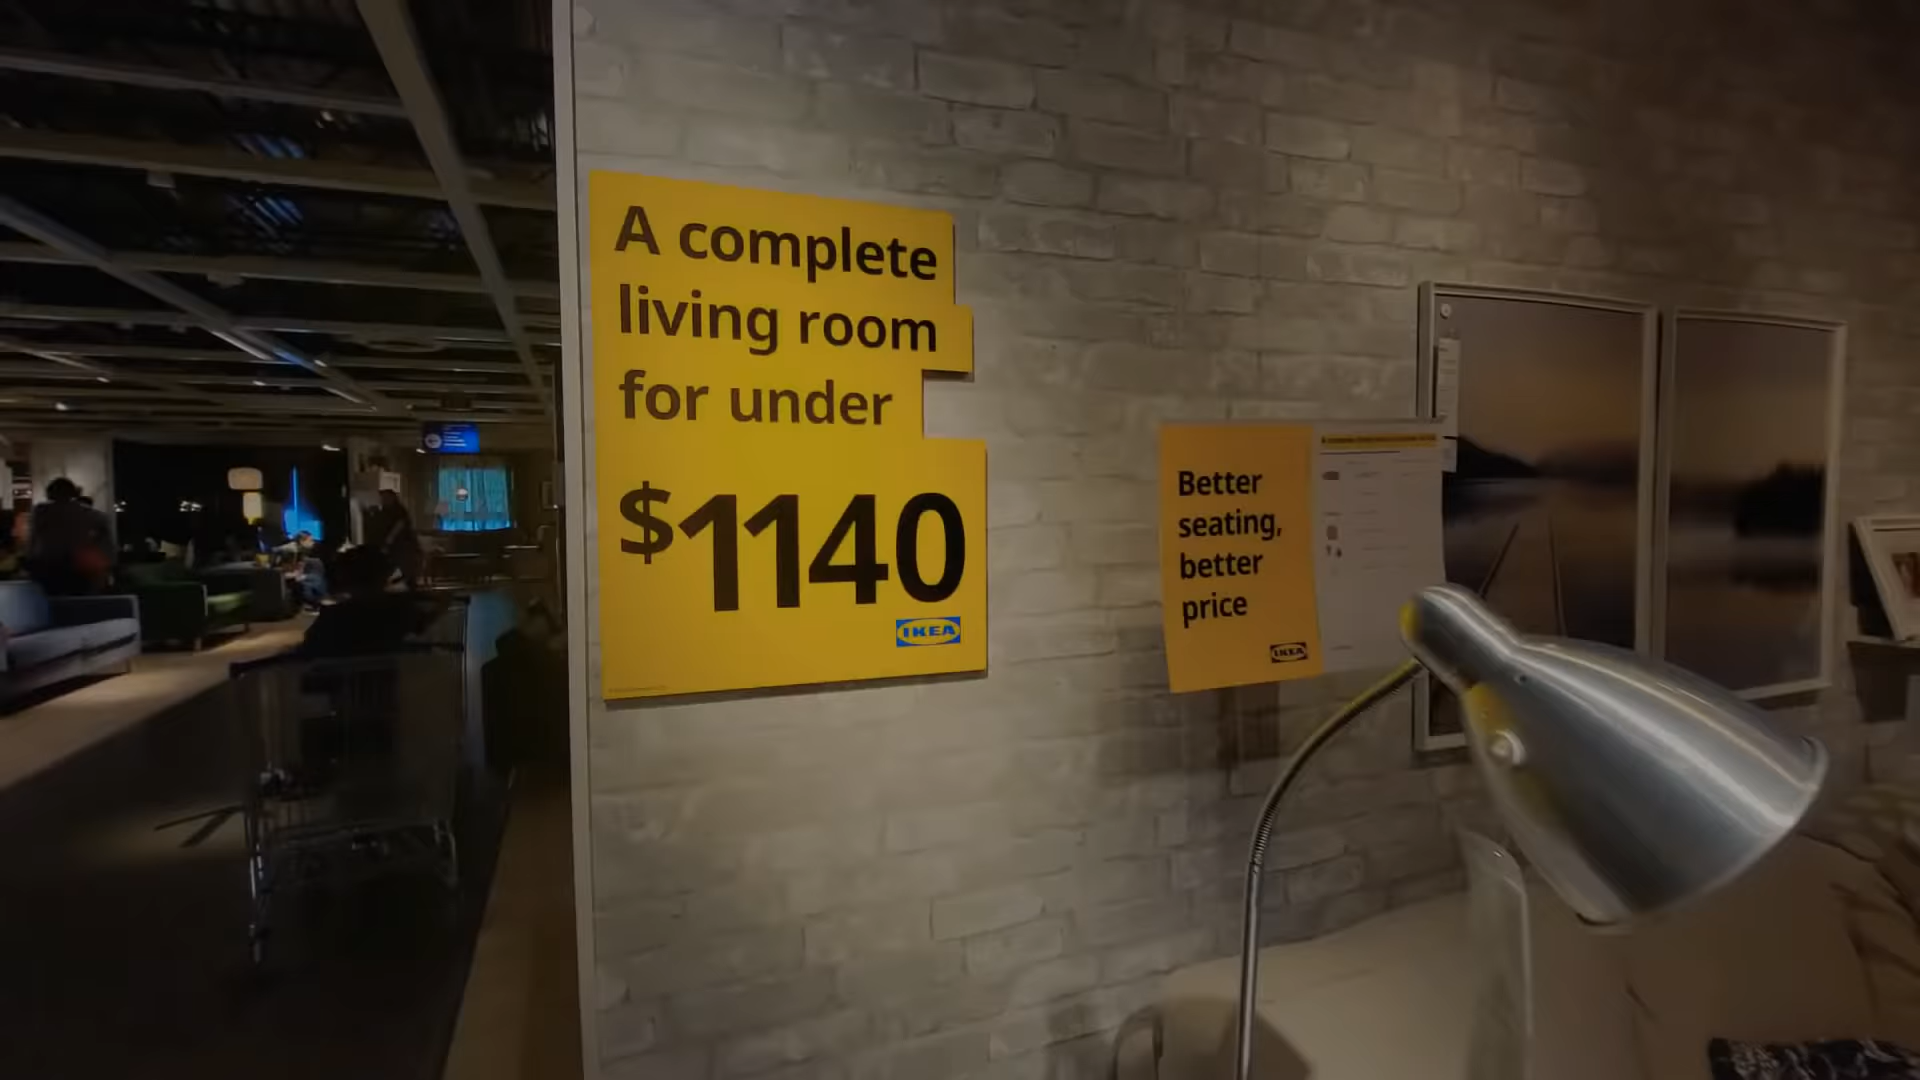 A complete
living room
for under
$1140
IKEA
Better
seating,
better
price
IKEA